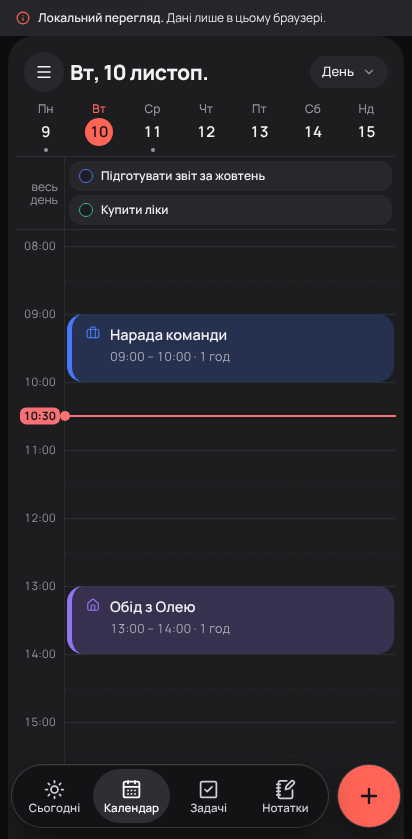 Локальний перегляд. Дані лише в цьому браузері.
Вт, 10 листоп.
День
Пн Вт Ср Чт Пт Сб Нд
9 10 11 12 13 14 15
весь день
Підготувати звіт за жовтень
Купити ліки
08:00
09:00
Нарада команди
09:00 – 10:00 · 1 год
10:00
10:30
11:00
12:00
13:00
Обід з Олею
13:00 – 14:00 · 1 год
14:00
15:00
Сьогодні Календар Задачі Нотатки